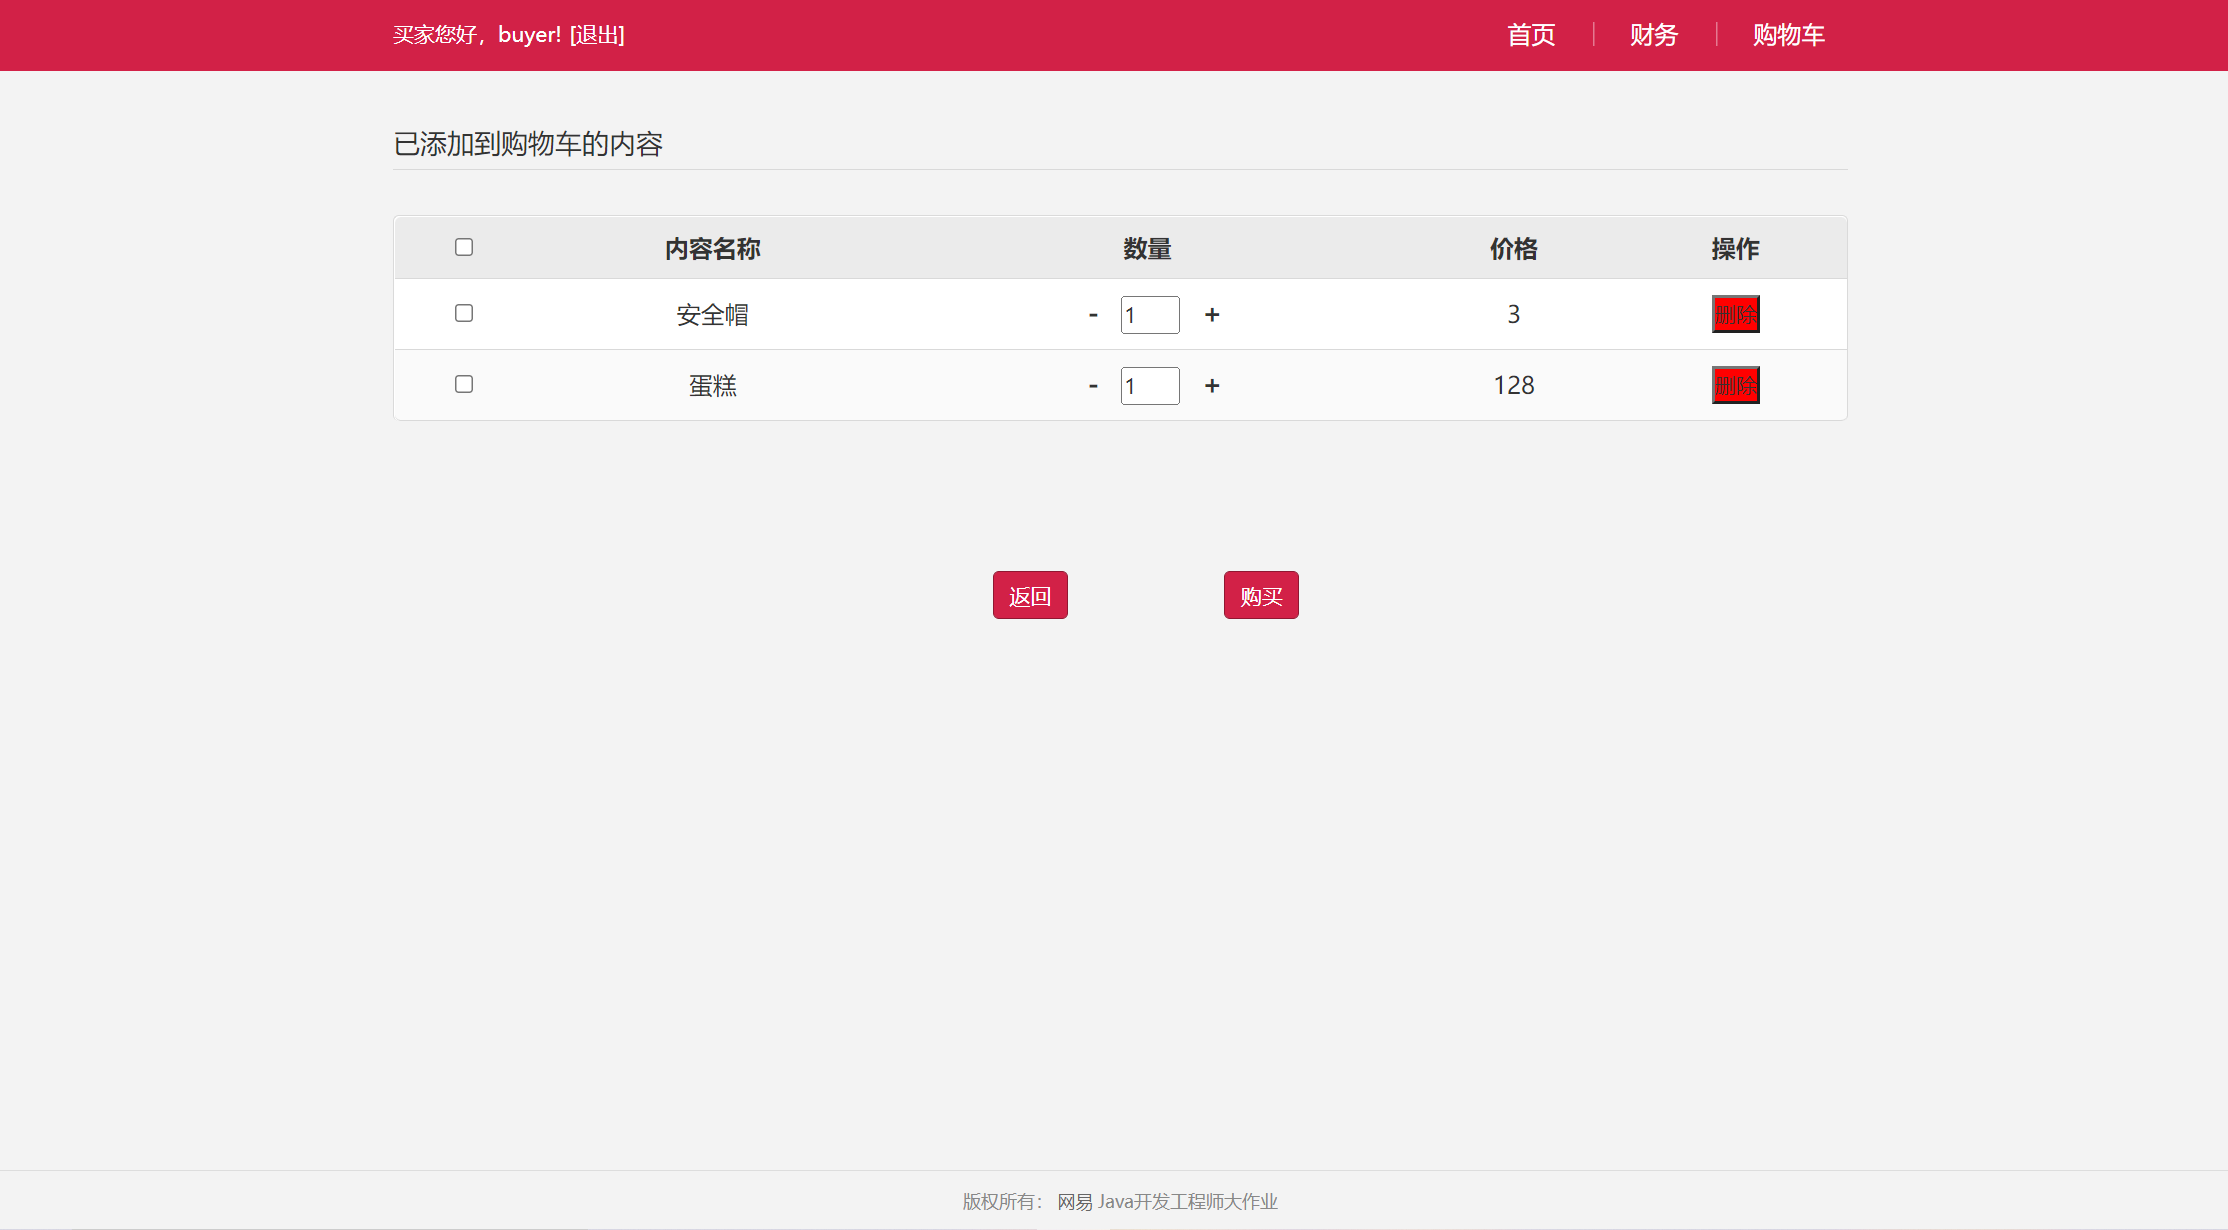 买家您好，buyer! [退出] 首页 财务 购物车
已添加到购物车的内容
内容名称 数量 价格 操作
安全帽 - 1 + 3 删除
蛋糕 - 1 + 128 删除
返回 购买
版权所有： 网易 Java开发工程师大作业